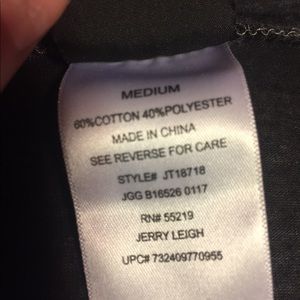 MEDIUM
60%COTTON 40%POLYESTER
MADE IN CHINA
SEE REVERSE FOR CARE
STYLE# JT18718
JGG B16526 0117
RN# 55219
JERRY LEIGH
UPC# 732409770955